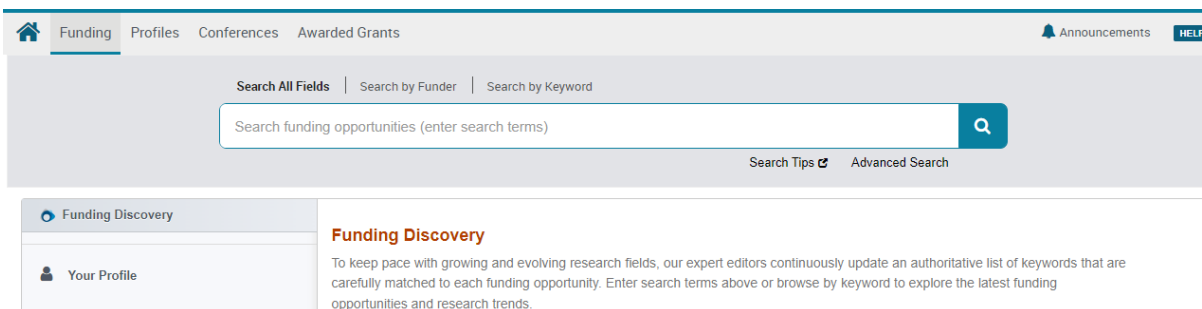 Funding Profiles Conferences Awarded Grants Announcements HELP
Search All Fields Search by Funder Search by Keyword
Search funding opportunities (enter search terms)
Search Tips Advanced Search
Funding Discovery
Your Profile
Funding Discovery
To keep pace with growing and evolving research fields, our expert editors continuously update an authoritative list of keywords that are
carefully matched to each funding opportunity. Enter search terms above or browse by keyword to explore the latest funding
opportunities and research trends.